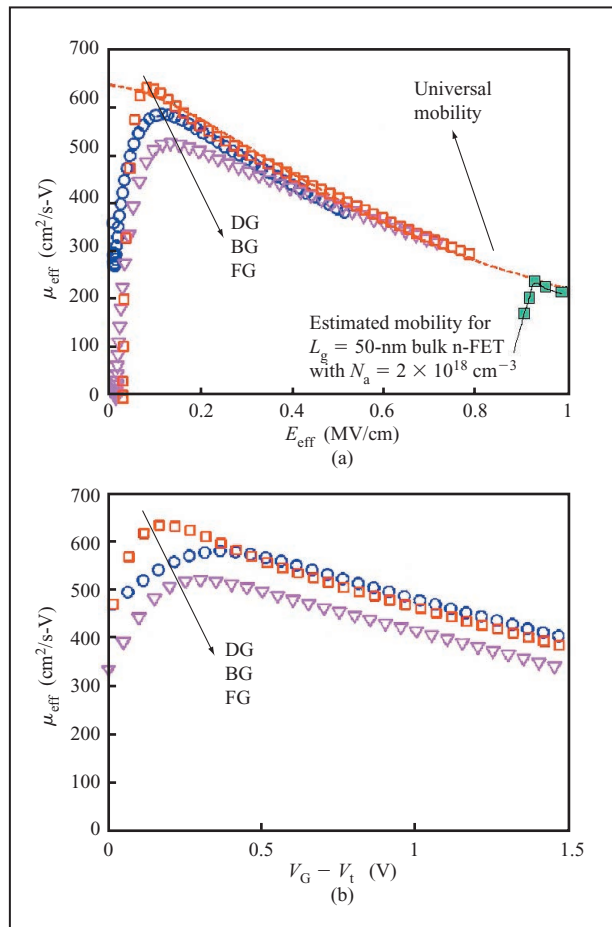 700
600
500
400
300
200
100
0
μeff (cm²/s-V)
Universal
mobility
DG
BG
FG
Estimated mobility for
Lg = 50-nm bulk n-FET
with Na = 2 × 10¹⁸ cm⁻³
0 0.2 0.4 0.6 0.8 1
Eeff (MV/cm)
(a)
700
600
500
400
300
200
100
0
μeff (cm²/s-V)
DG
BG
FG
0 0.5 1 1.5
VG − Vt (V)
(b)